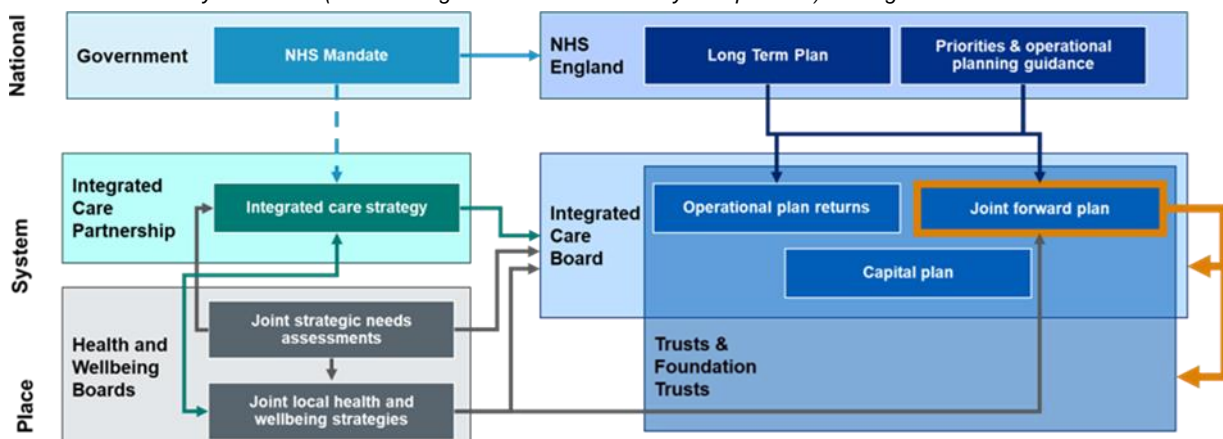 National
Government
NHS Mandate
NHS
England
Long Term Plan
Priorities & operational
planning guidance
System
Integrated
Care
Partnership
Integrated care strategy
Integrated
Care
Board
Operational plan returns
Joint forward plan
Capital plan
Place
Health and
Wellbeing
Boards
Joint strategic needs
assessments
Joint local health and
wellbeing strategies
Trusts &
Foundation
Trusts